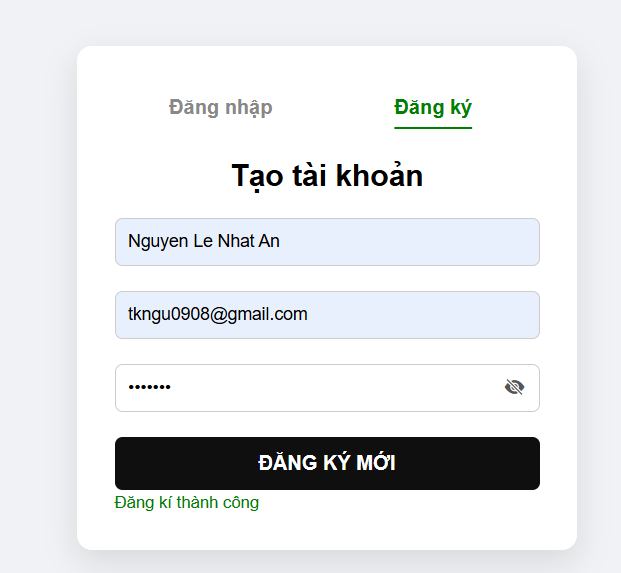 Đăng nhập Đăng ký
Tạo tài khoản
Nguyen Le Nhat An
tkngu0908@gmail.com
•••••••
ĐĂNG KÝ MỚI
Đăng kí thành công